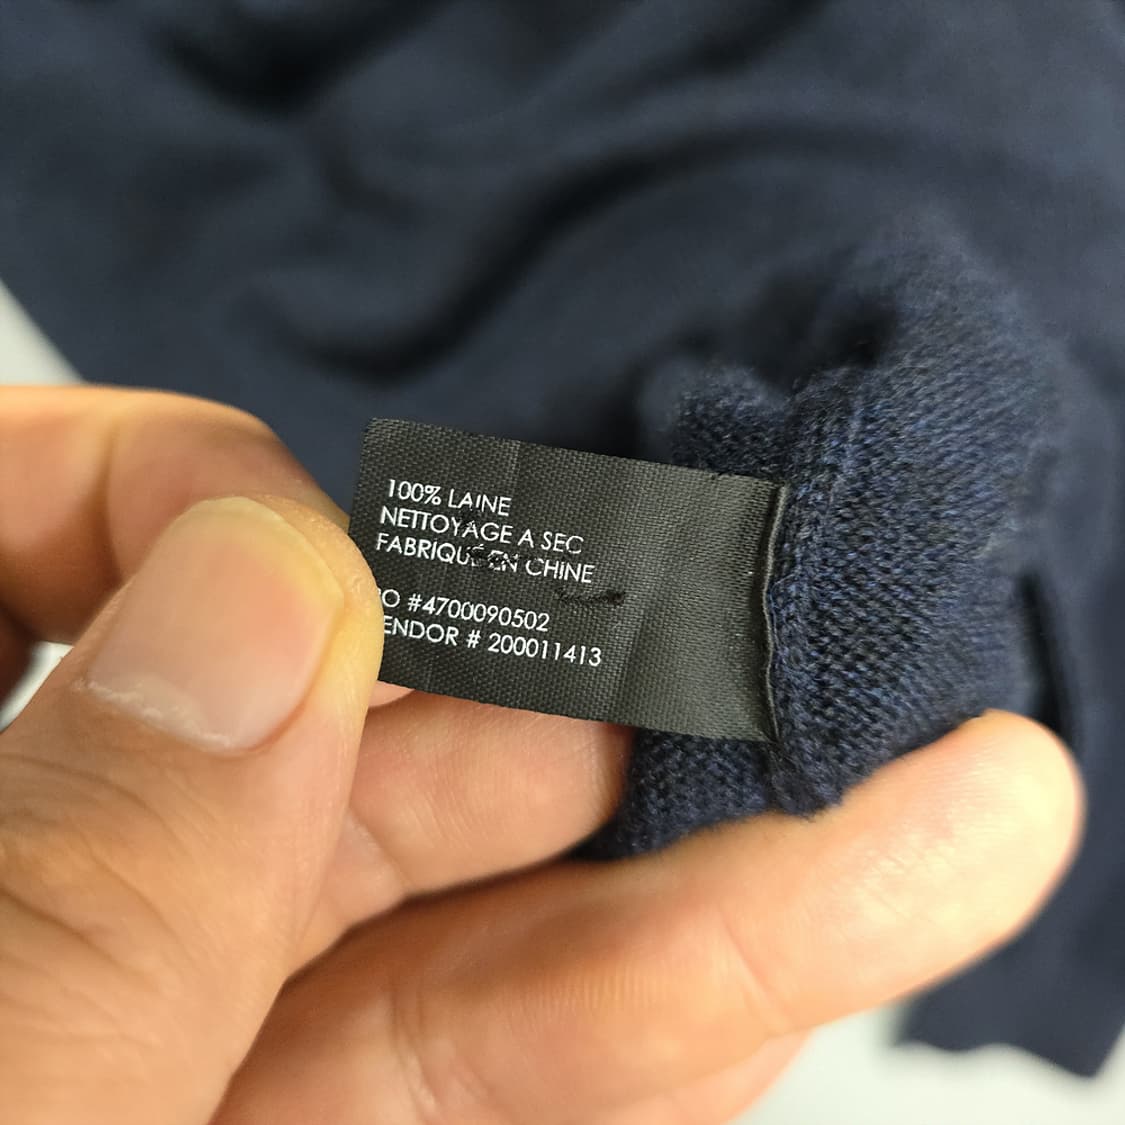 100% LAINE
NETTOYAGE A SEC
FABRIQUÉ EN CHINE
O #4700090502
ENDOR # 200011413